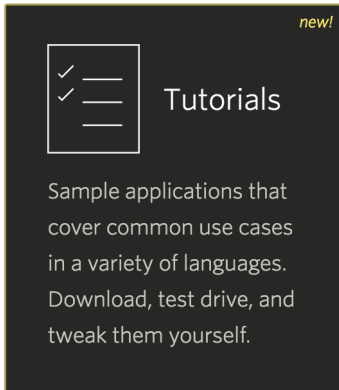 new!
Tutorials
Sample applications that
cover common use cases
in a variety of languages.
Download, test drive, and
tweak them yourself.